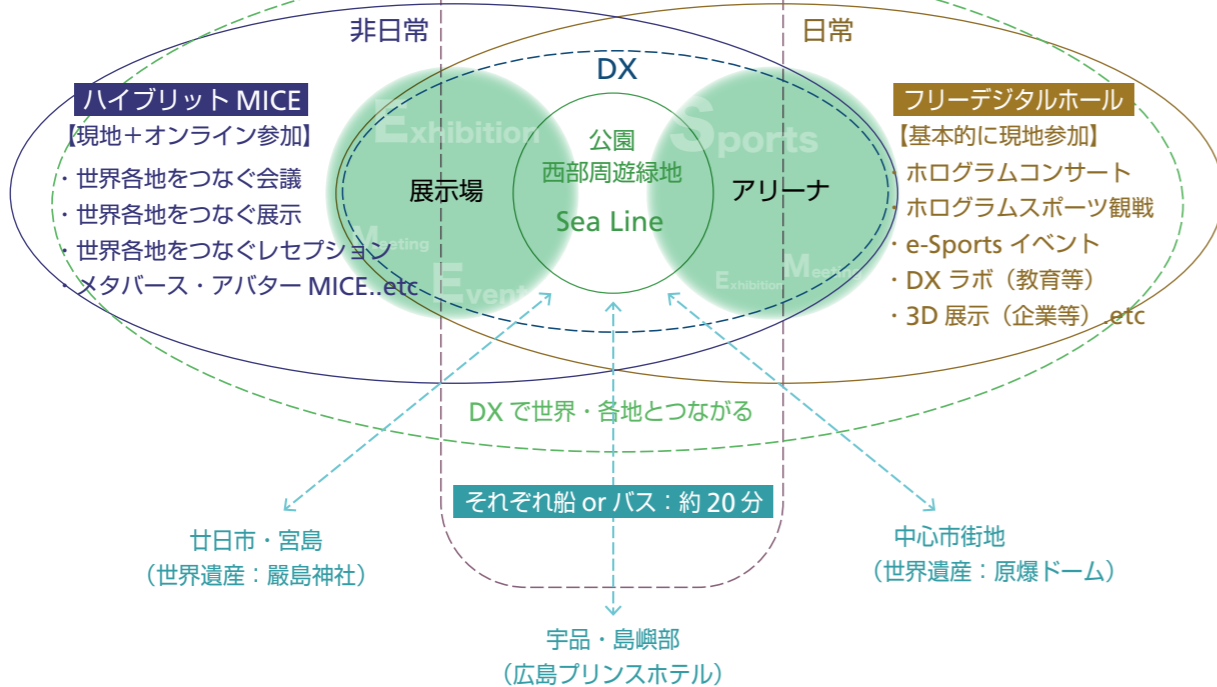 非日常
日常
DX
ハイブリット MICE
【現地＋オンライン参加】
・世界各地をつなぐ会議
・世界各地をつなぐ展示
・世界各地をつなぐレセプション
・メタバース・アバター MICE..etc
Exhibition
展示場
Meeting
Event
公園
西部周遊緑地
Sea Line
Sports
アリーナ
Meeting
Exhibition
フリーデジタルホール
【基本的に現地参加】
・ホログラムコンサート
・ホログラムスポーツ観戦
・e-Sports イベント
・DX ラボ（教育等）
・3D 展示（企業等）.etc
DX で世界・各地とつながる
それぞれ船 or バス：約 20 分
廿日市・宮島
（世界遺産：嚴島神社）
中心市街地
（世界遺産：原爆ドーム）
宇品・島嶼部
（広島プリンスホテル）